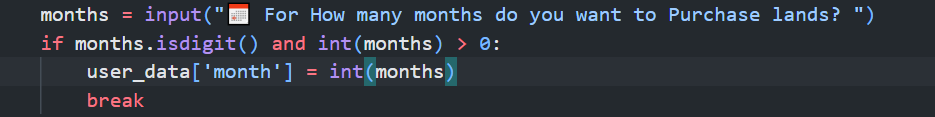 months = input("📅 For How many months do you want to Purchase lands? ")
if months.isdigit() and int(months) > 0:
    user_data['month'] = int(months)
    break